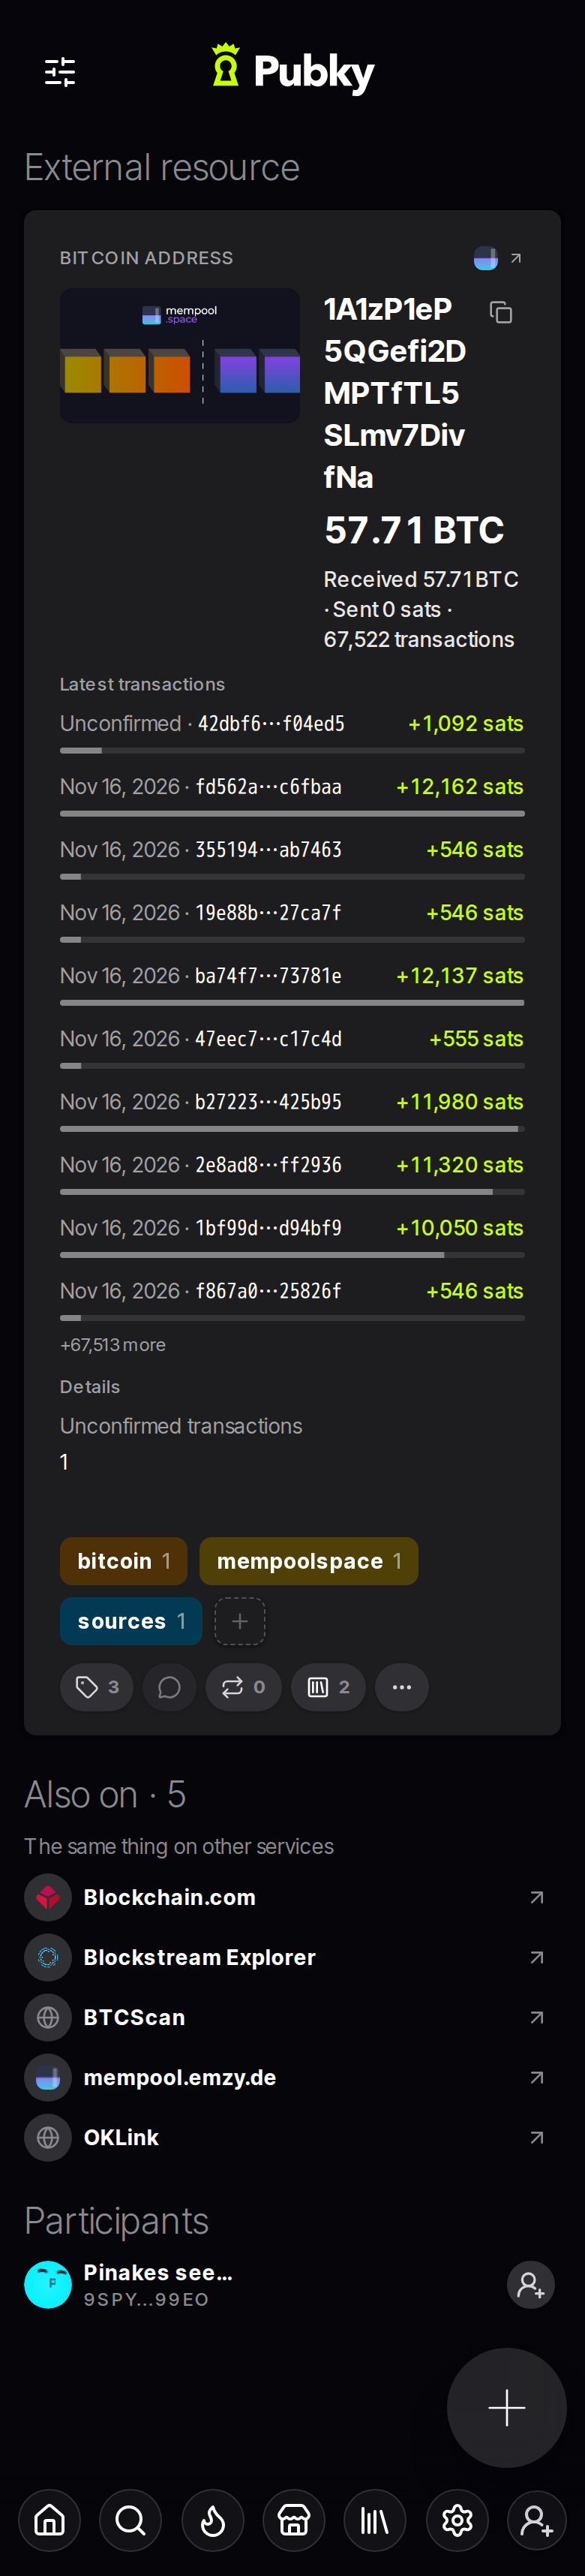 Pubky
External resource
BITCOIN ADDRESS
mempool
.space
1A1zP1eP
5QGefi2D
MPTfTL5
SLmv7Div
fNa
57.71 BTC
Received 57.71 BTC
· Sent 0 sats ·
67,522 transactions
Latest transactions
Unconfirmed · 42dbf6···f04ed5 +1,092 sats
Nov 16, 2026 · fd562a···c6fbaa +12,162 sats
Nov 16, 2026 · 355194···ab7463 +546 sats
Nov 16, 2026 · 19e88b···27ca7f +546 sats
Nov 16, 2026 · ba74f7···73781e +12,137 sats
Nov 16, 2026 · 47eec7···c17c4d +555 sats
Nov 16, 2026 · b27223···425b95 +11,980 sats
Nov 16, 2026 · 2e8ad8···ff2936 +11,320 sats
Nov 16, 2026 · 1bf99d···d94bf9 +10,050 sats
Nov 16, 2026 · f867a0···25826f +546 sats
+67,513 more
Details
Unconfirmed transactions
1
bitcoin 1 mempoolspace 1
sources 1
3 0 2
Also on · 5
The same thing on other services
Blockchain.com
Blockstream Explorer
BTCScan
mempool.emzy.de
OKLink
Participants
P
Pinakes see...
9SPY...99EO